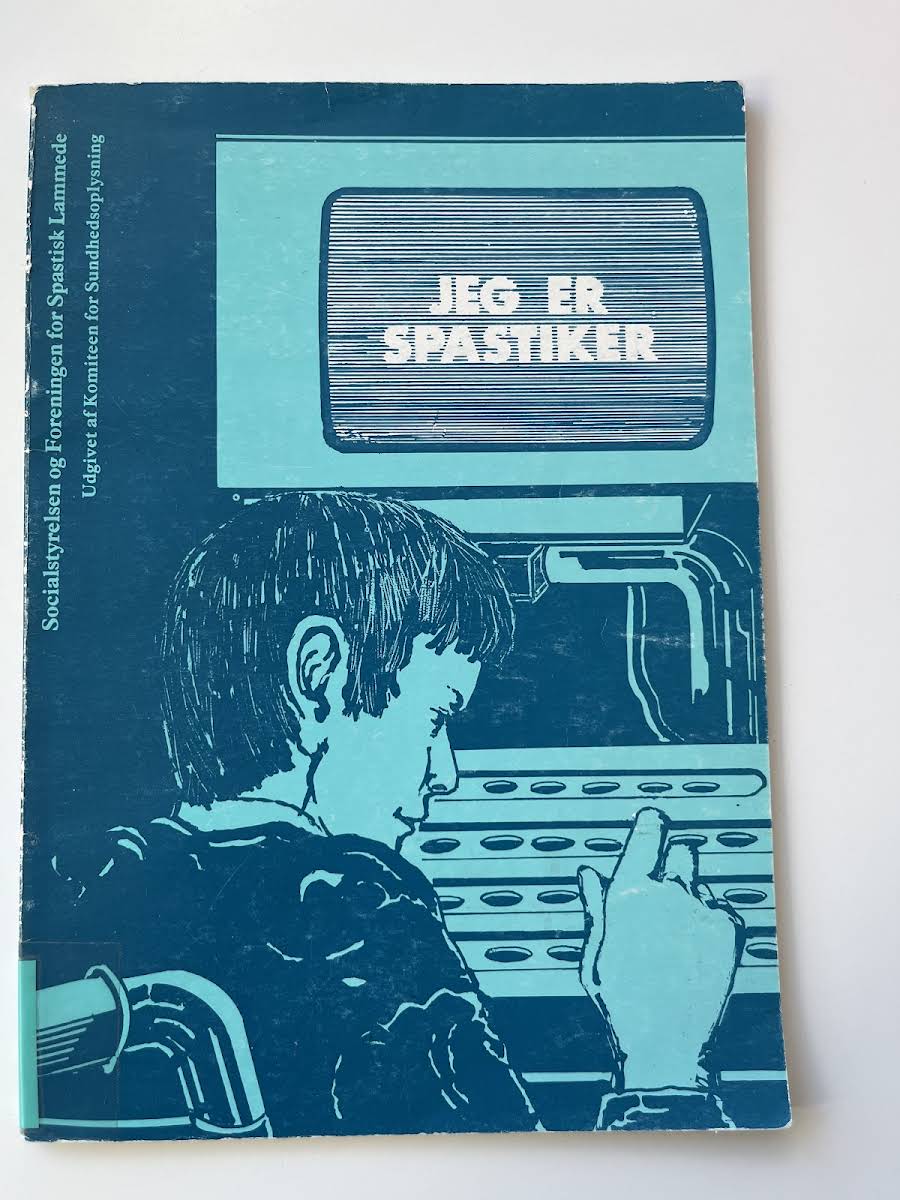 Socialstyrelsen og Foreningen for Spastisk Lammede
Udgivet af Komiteen for Sundhedsoplysning
JEG ER
SPASTIKER